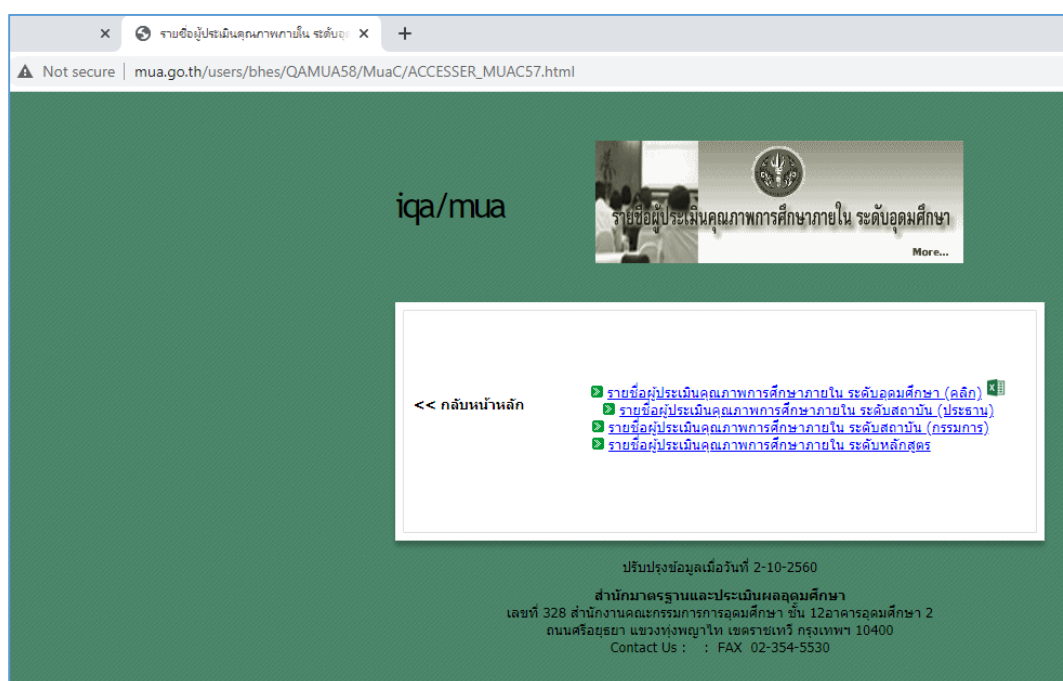 รายชื่อผู้ประเมินคุณภาพภายใน ระดับอุ
Not secure | mua.go.th/users/bhes/QAMUA58/MuaC/ACCESSER_MUAC57.html
iqa/mua
รายชื่อผู้ประเมินคุณภาพการศึกษาภายใน ระดับอุดมศึกษา
More...
<< กลับหน้าหลัก
รายชื่อผู้ประเมินคุณภาพการศึกษาภายใน ระดับอุดมศึกษา (คลิก)
รายชื่อผู้ประเมินคุณภาพการศึกษาภายใน ระดับสถาบัน (ประธาน)
รายชื่อผู้ประเมินคุณภาพการศึกษาภายใน ระดับสถาบัน (กรรมการ)
รายชื่อผู้ประเมินคุณภาพการศึกษาภายใน ระดับหลักสูตร
ปรับปรุงข้อมูลเมื่อวันที่ 2-10-2560
สำนักมาตรฐานและประเมินผลอุดมศึกษา
เลขที่ 328 สำนักงานคณะกรรมการการอุดมศึกษา ชั้น 12อาคารอุดมศึกษา 2
ถนนศรีอยุธยา แขวงทุ่งพญาไท เขตราชเทวี กรุงเทพฯ 10400
Contact Us : : FAX 02-354-5530